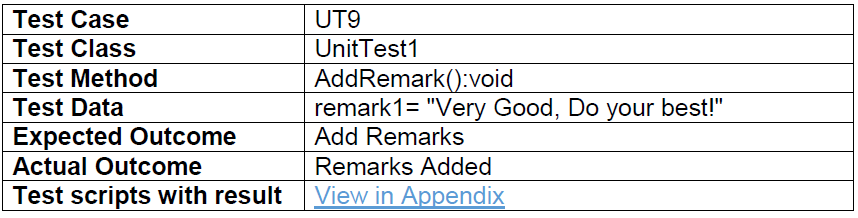 Test Case UT9
Test Class UnitTest1
Test Method AddRemark():void
Test Data remark1= "Very Good, Do your best!"
Expected Outcome Add Remarks
Actual Outcome Remarks Added
Test scripts with result View in Appendix